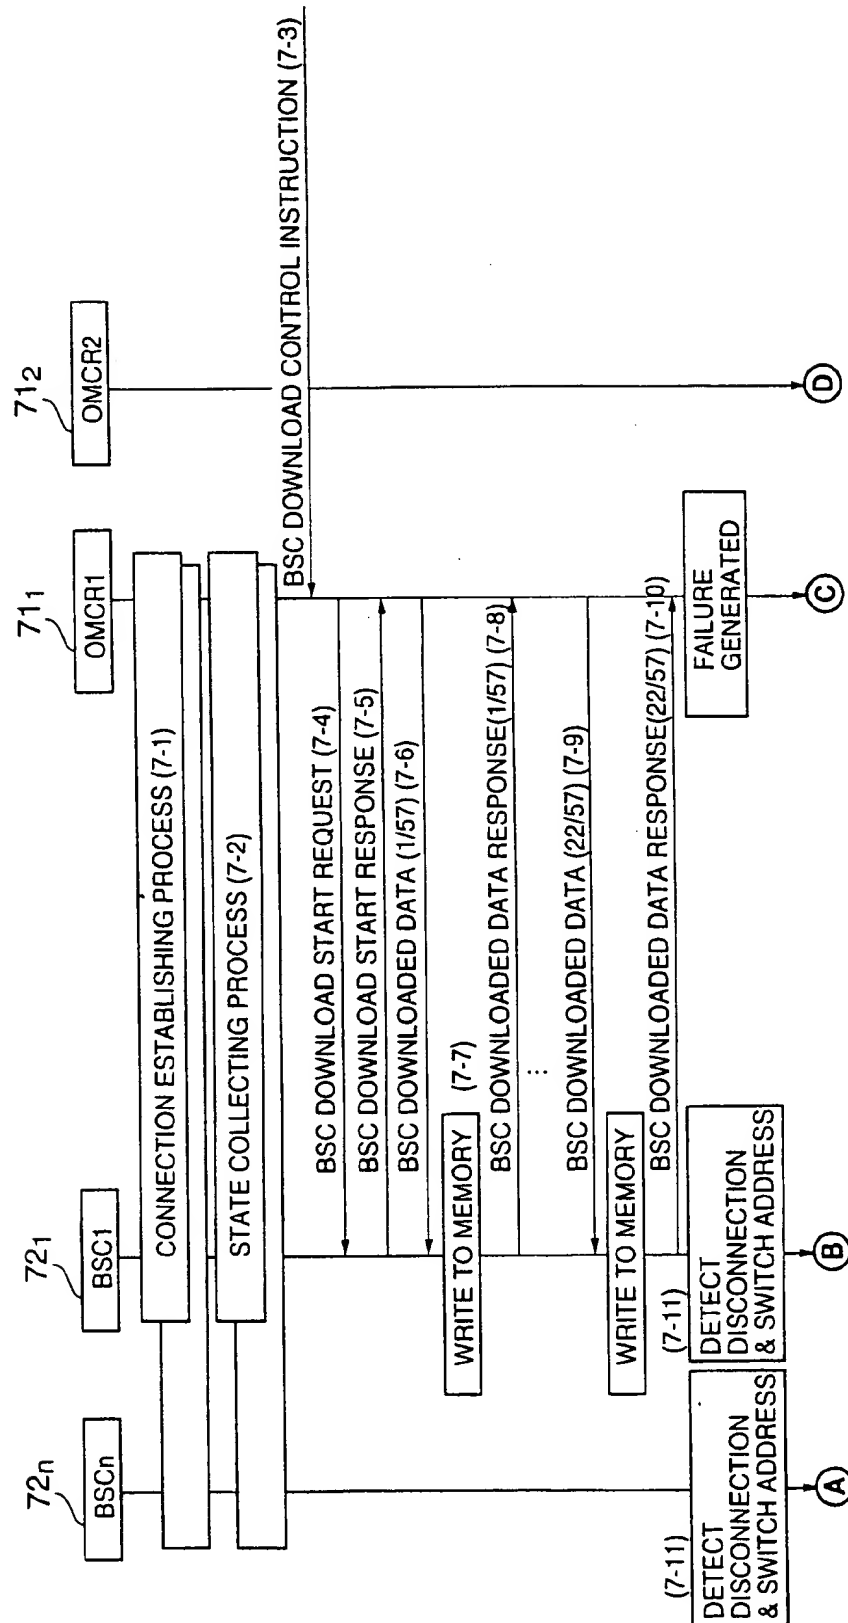 72n
BSCn
721
BSC1
711
OMCR1
712
OMCR2
CONNECTION ESTABLISHING PROCESS (7-1)
STATE COLLECTING PROCESS (7-2)
BSC DOWNLOAD CONTROL INSTRUCTION (7-3)
BSC DOWNLOAD START REQUEST (7-4)
BSC DOWNLOAD START RESPONSE (7-5)
BSC DOWNLOADED DATA (1/57) (7-6)
WRITE TO MEMORY
(7-7)
BSC DOWNLOADED DATA RESPONSE(1/57) (7-8)
...
BSC DOWNLOADED DATA (22/57) (7-9)
WRITE TO MEMORY
BSC DOWNLOADED DATA RESPONSE(22/57) (7-10)
(7-11)
DETECT
DISCONNECTION
& SWITCH ADDRESS
(7-11)
DETECT
DISCONNECTION
& SWITCH ADDRESS
FAILURE
GENERATED
A
B
C
D